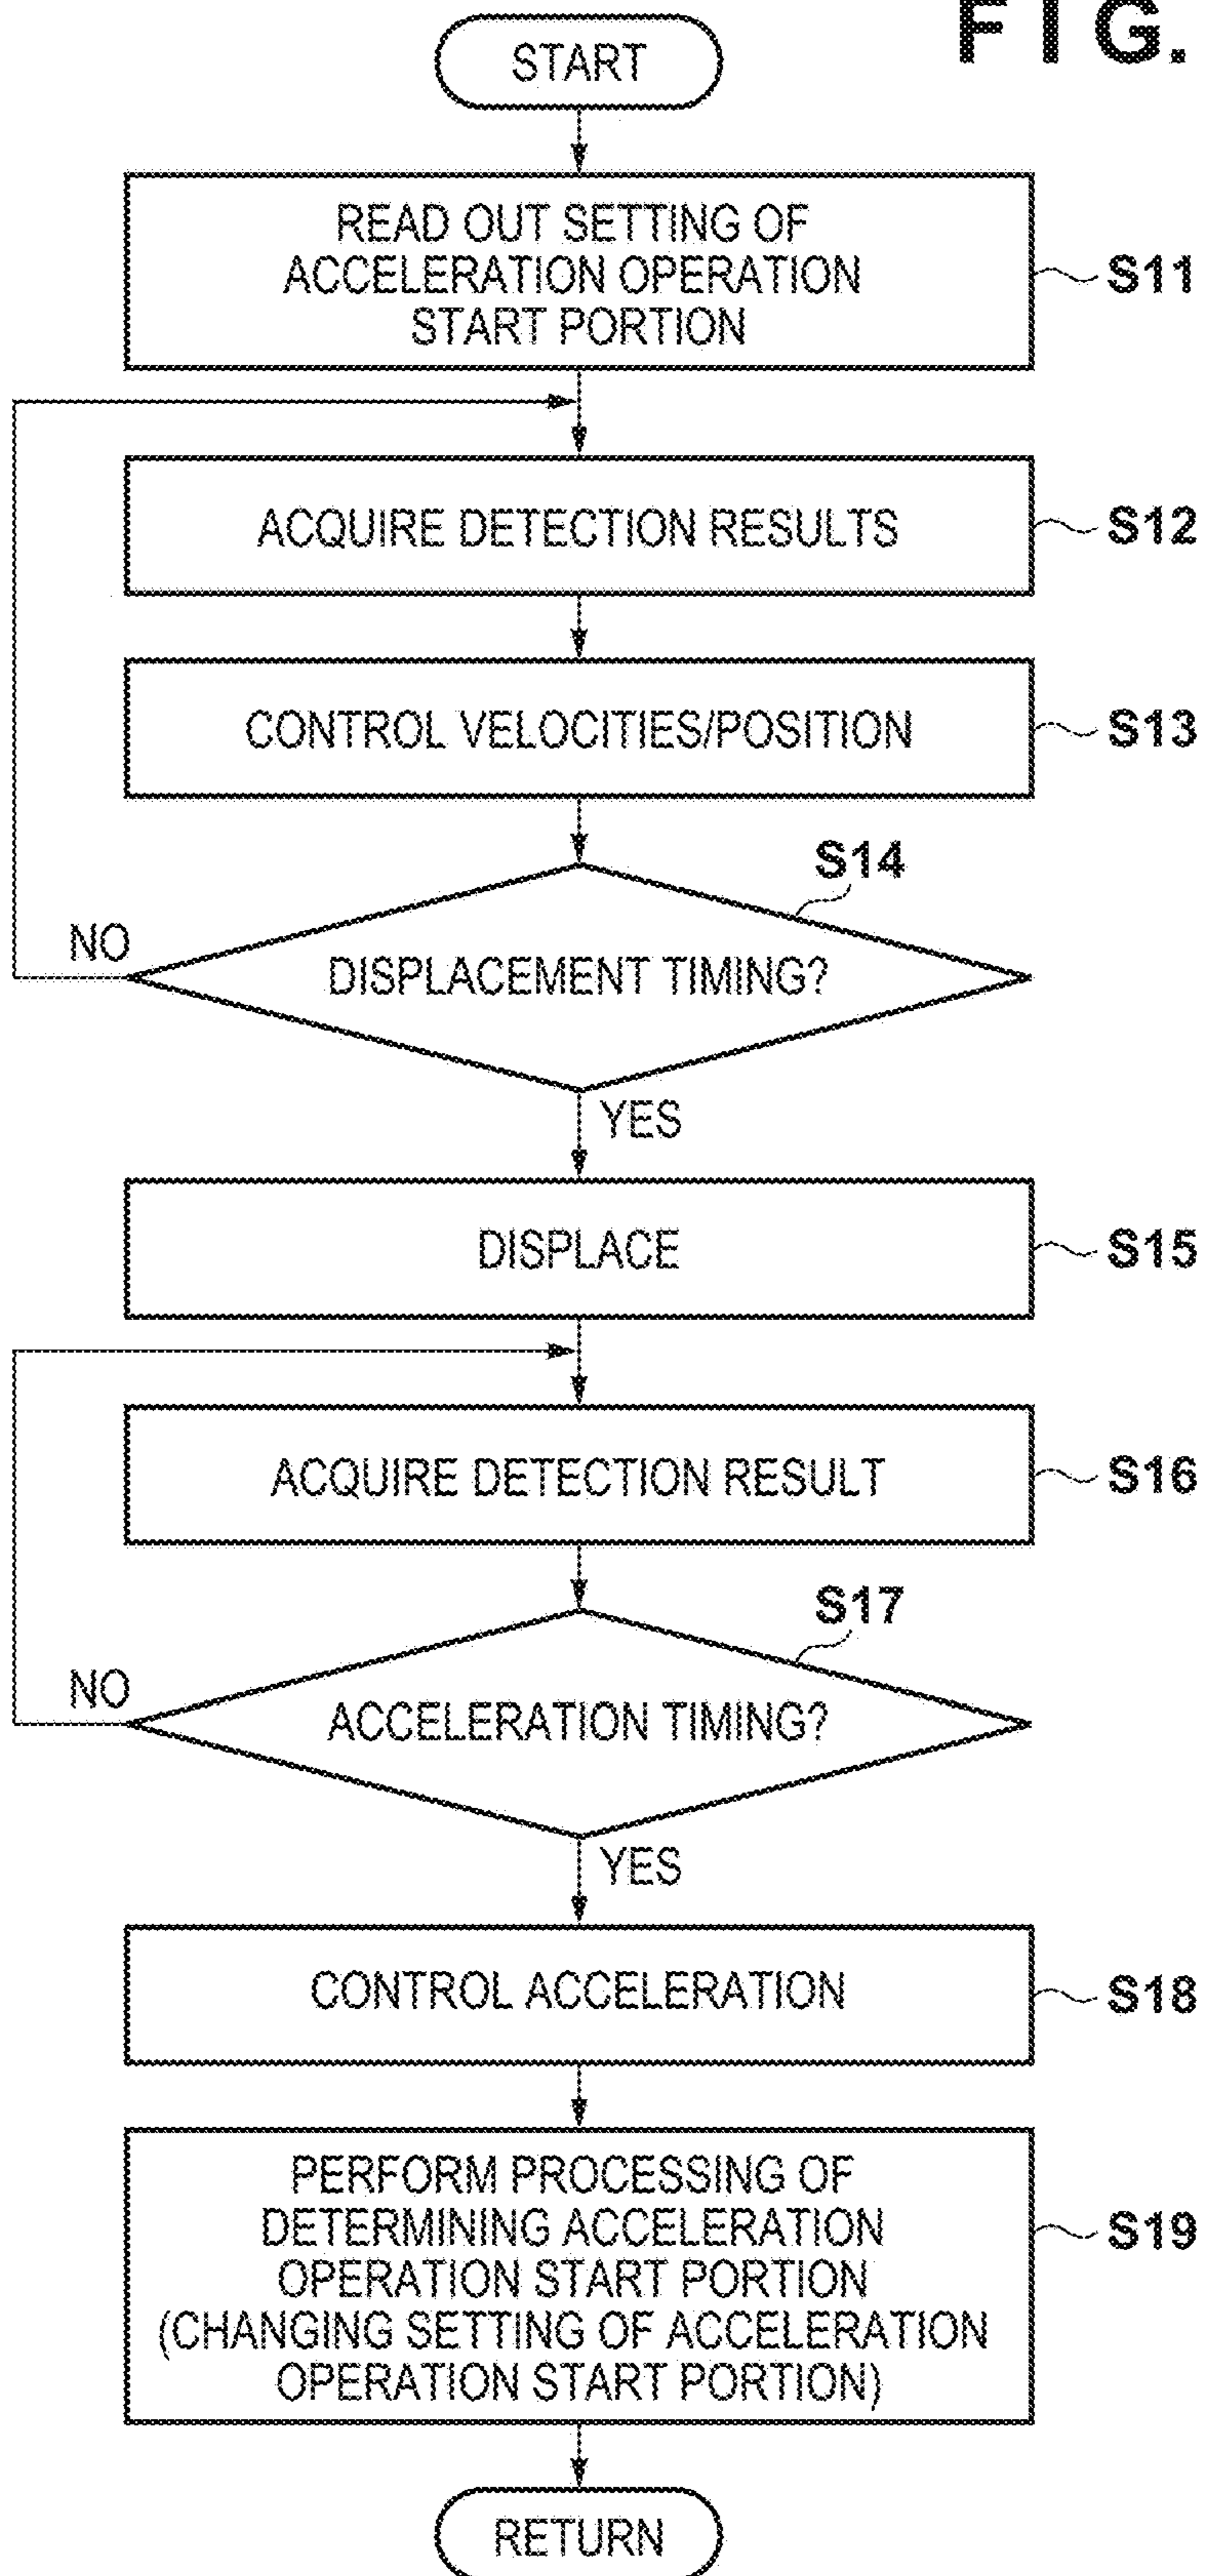 FIG.
START
READ OUT SETTING OF
ACCELERATION OPERATION
START PORTION
S11
ACQUIRE DETECTION RESULTS
S12
CONTROL VELOCITIES/POSITION
S13
S14
NO
DISPLACEMENT TIMING?
YES
DISPLACE
S15
ACQUIRE DETECTION RESULT
S16
S17
NO
ACCELERATION TIMING?
YES
CONTROL ACCELERATION
S18
PERFORM PROCESSING OF
DETERMINING ACCELERATION
OPERATION START PORTION
(CHANGING SETTING OF ACCELERATION
OPERATION START PORTION)
S19
RETURN